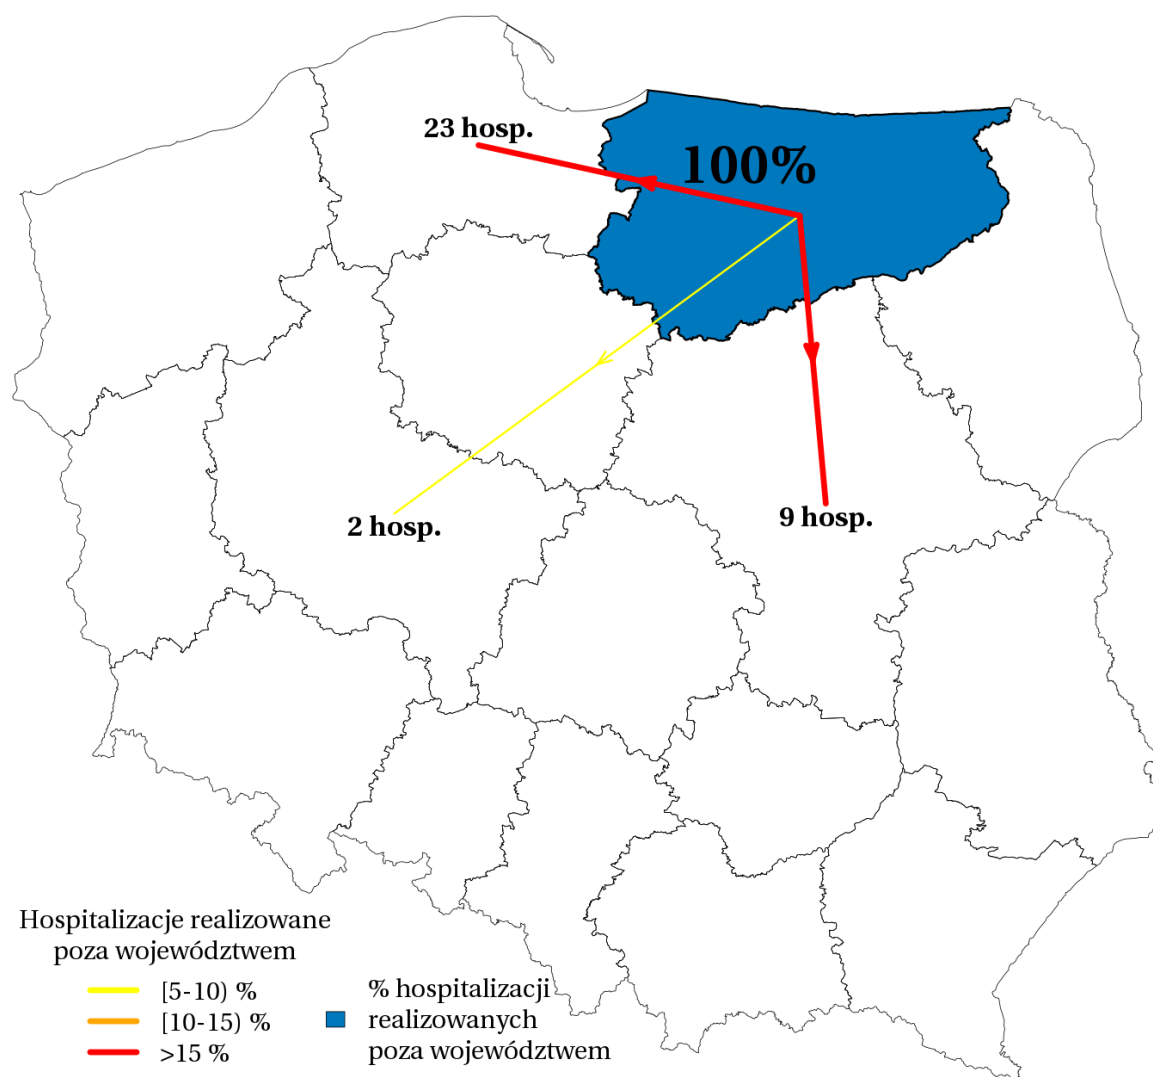 23 hosp.
100%
2 hosp.
9 hosp.
Hospitalizacje realizowane
poza województwem
[5-10) %
[10-15) %
>15 %
% hospitalizacji
realizowanych
poza województwem